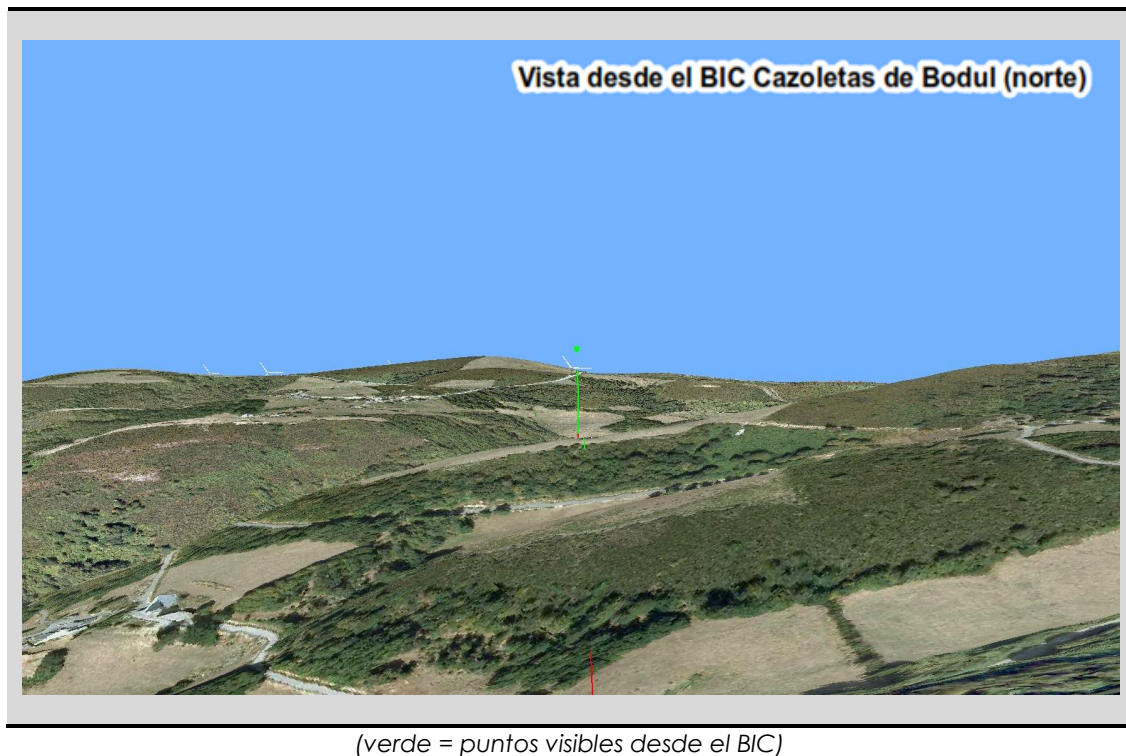 Vista desde el BIC Cazoletas de Bodul (norte)
(verde = puntos visibles desde el BIC)